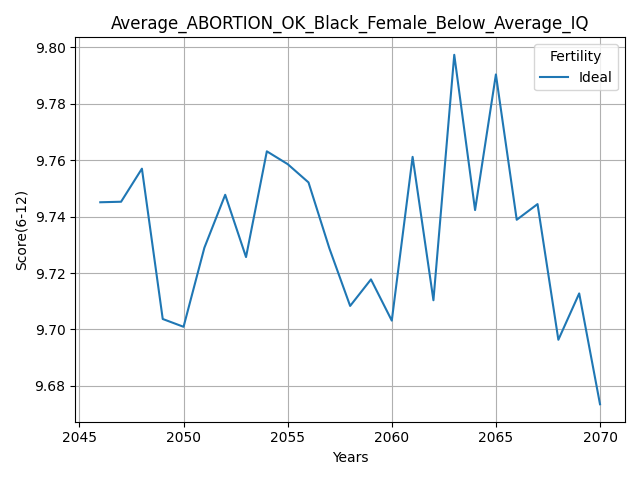 Average_ABORTION_OK_Black_Female_Below_Average_IQ
Fertility
Ideal
Score(6-12)
9.80
9.78
9.76
9.74
9.72
9.70
9.68
2045 2050 2055 2060 2065 2070
Years